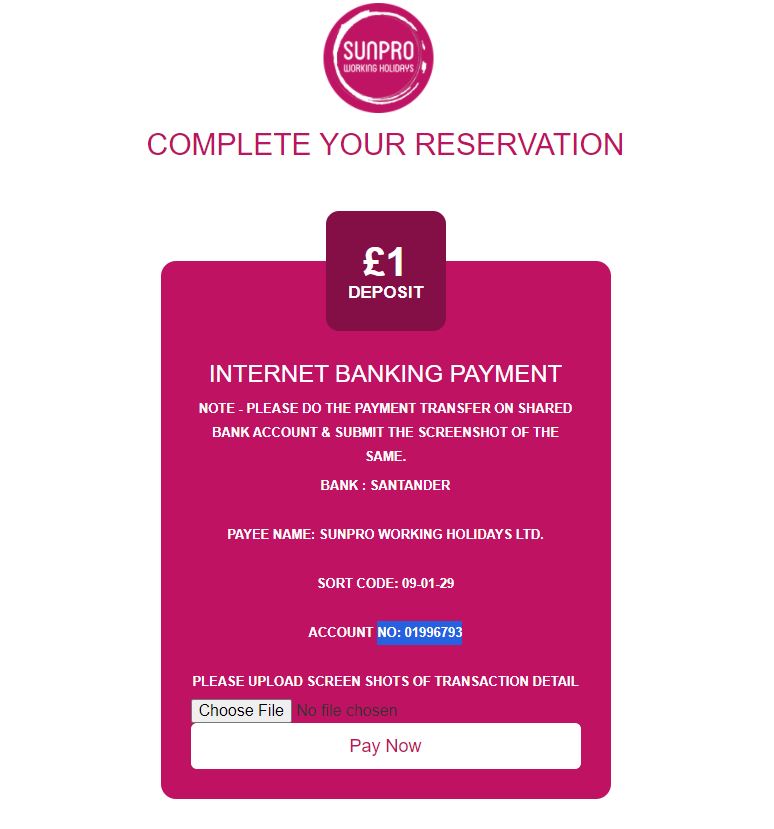 SUNPRO
WORKING HOLIDAYS
COMPLETE YOUR RESERVATION
£1
DEPOSIT
INTERNET BANKING PAYMENT
NOTE - PLEASE DO THE PAYMENT TRANSFER ON SHARED
BANK ACCOUNT & SUBMIT THE SCREENSHOT OF THE
SAME.
BANK : SANTANDER
PAYEE NAME: SUNPRO WORKING HOLIDAYS LTD.
SORT CODE: 09-01-29
ACCOUNT NO: 01996793
PLEASE UPLOAD SCREEN SHOTS OF TRANSACTION DETAIL
Choose File No file chosen
Pay Now